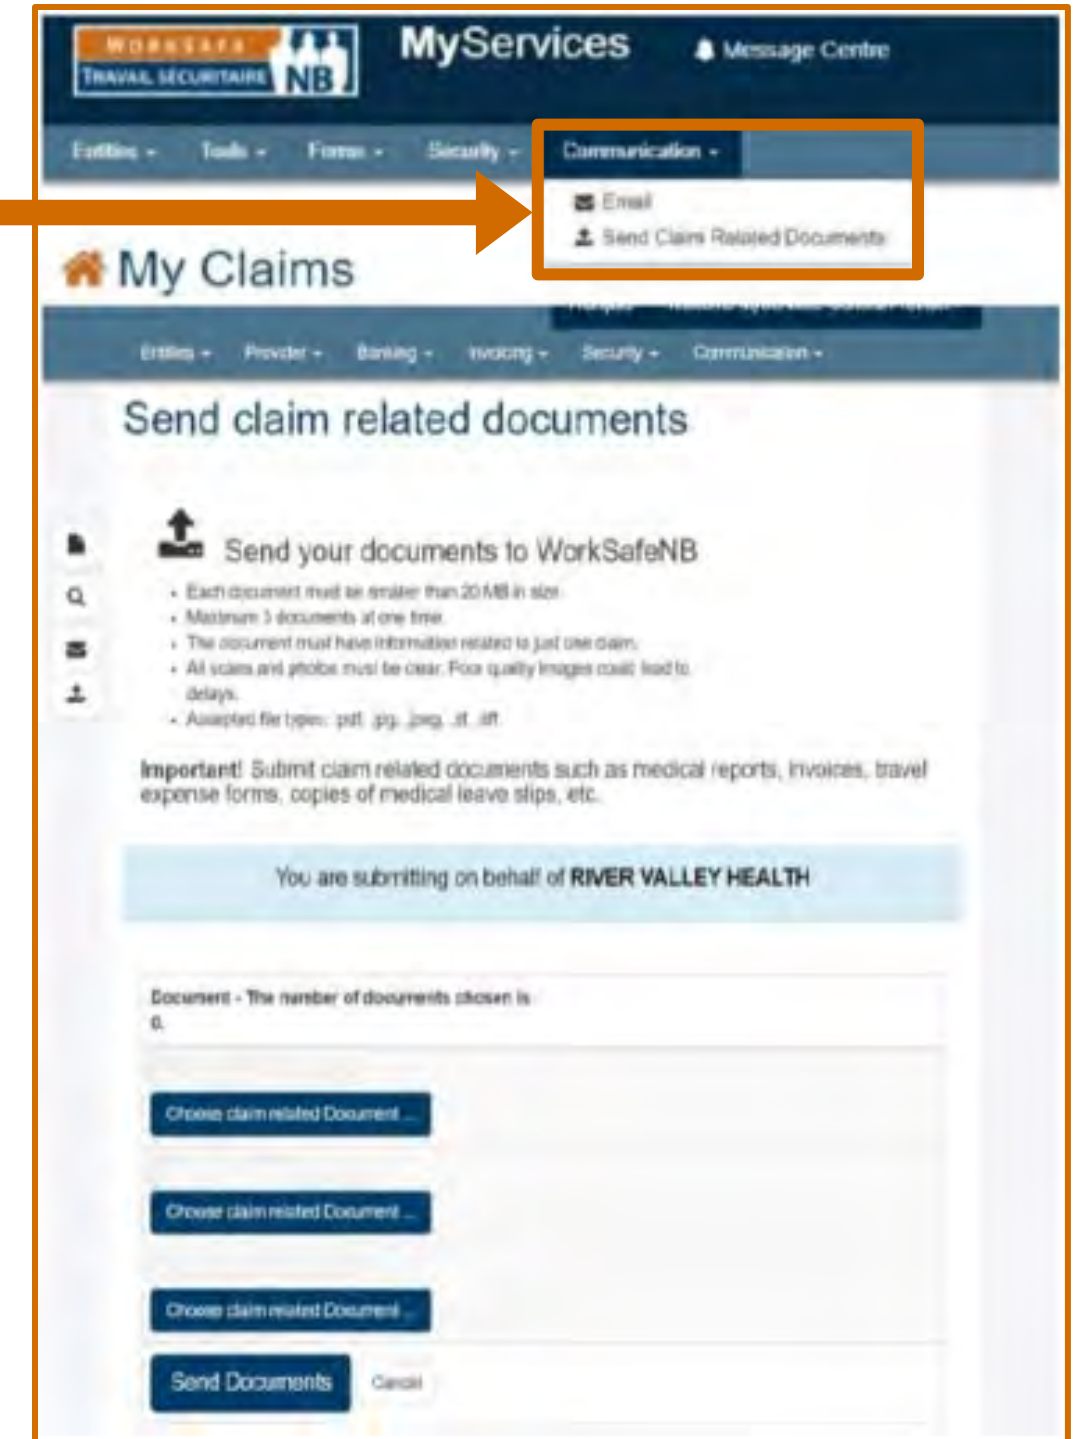 WORKSAFE
TRAVAIL SÉCURITAIRE NB
MyServices
Message Centre
Entities
Tools
Forms
Security
Communication
Email
Send Claim Related Documents
My Claims
Entities
Provider
Banking
Invoicing
Security
Communication
Send claim related documents
Send your documents to WorkSafeNB
• Each document must be smaller than 20 MB in size.
• Maximum 3 documents at one time.
• The document must have information related to just one claim.
• All scans and photos must be clear. Poor quality images could lead to
delays.
• Accepted file types: .pdf, .jpg, .jpeg, .tif, .tiff
Important! Submit claim related documents such as medical reports, invoices, travel
expense forms, copies of medical leave slips, etc.
You are submitting on behalf of RIVER VALLEY HEALTH
Document - The number of documents chosen is
0.
Choose claim related Document ...
Choose claim related Document ...
Choose claim related Document ...
Send Documents
Cancel